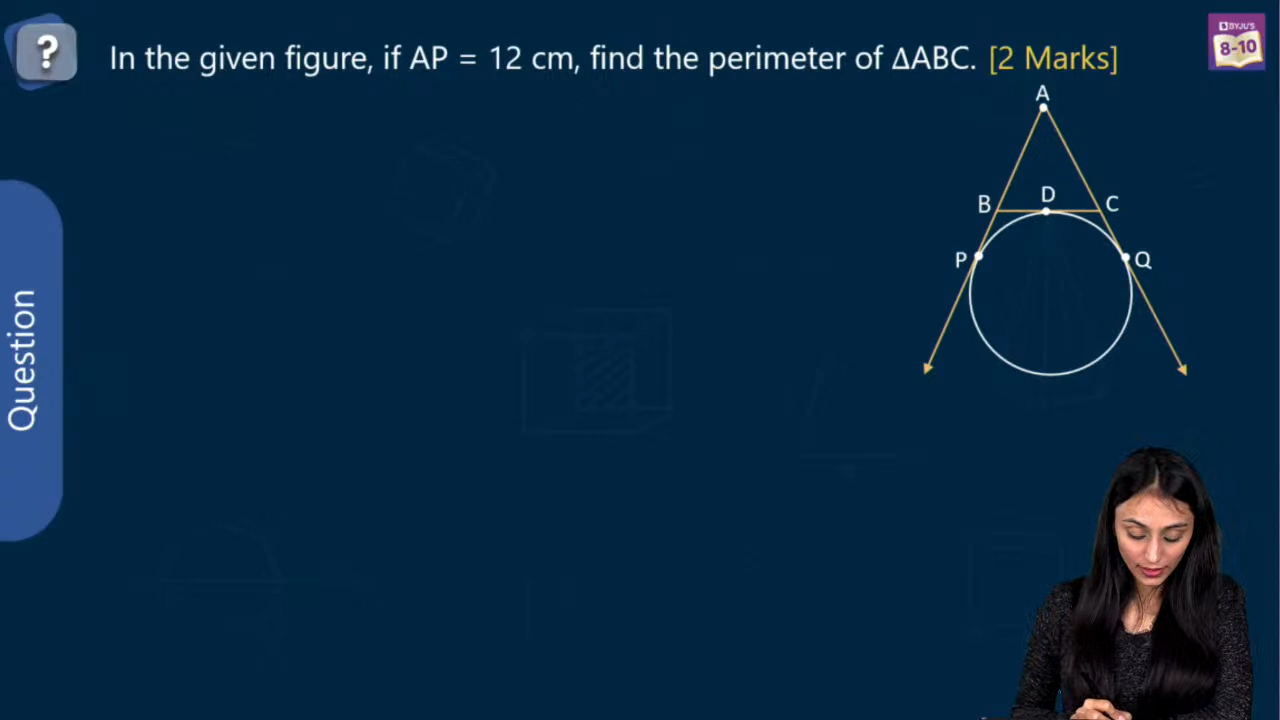 ?
In the given figure, if AP = 12 cm, find the perimeter of ΔABC. [2 Marks]
BYJU'S
8-10
A
B
D
C
P
Q
Question